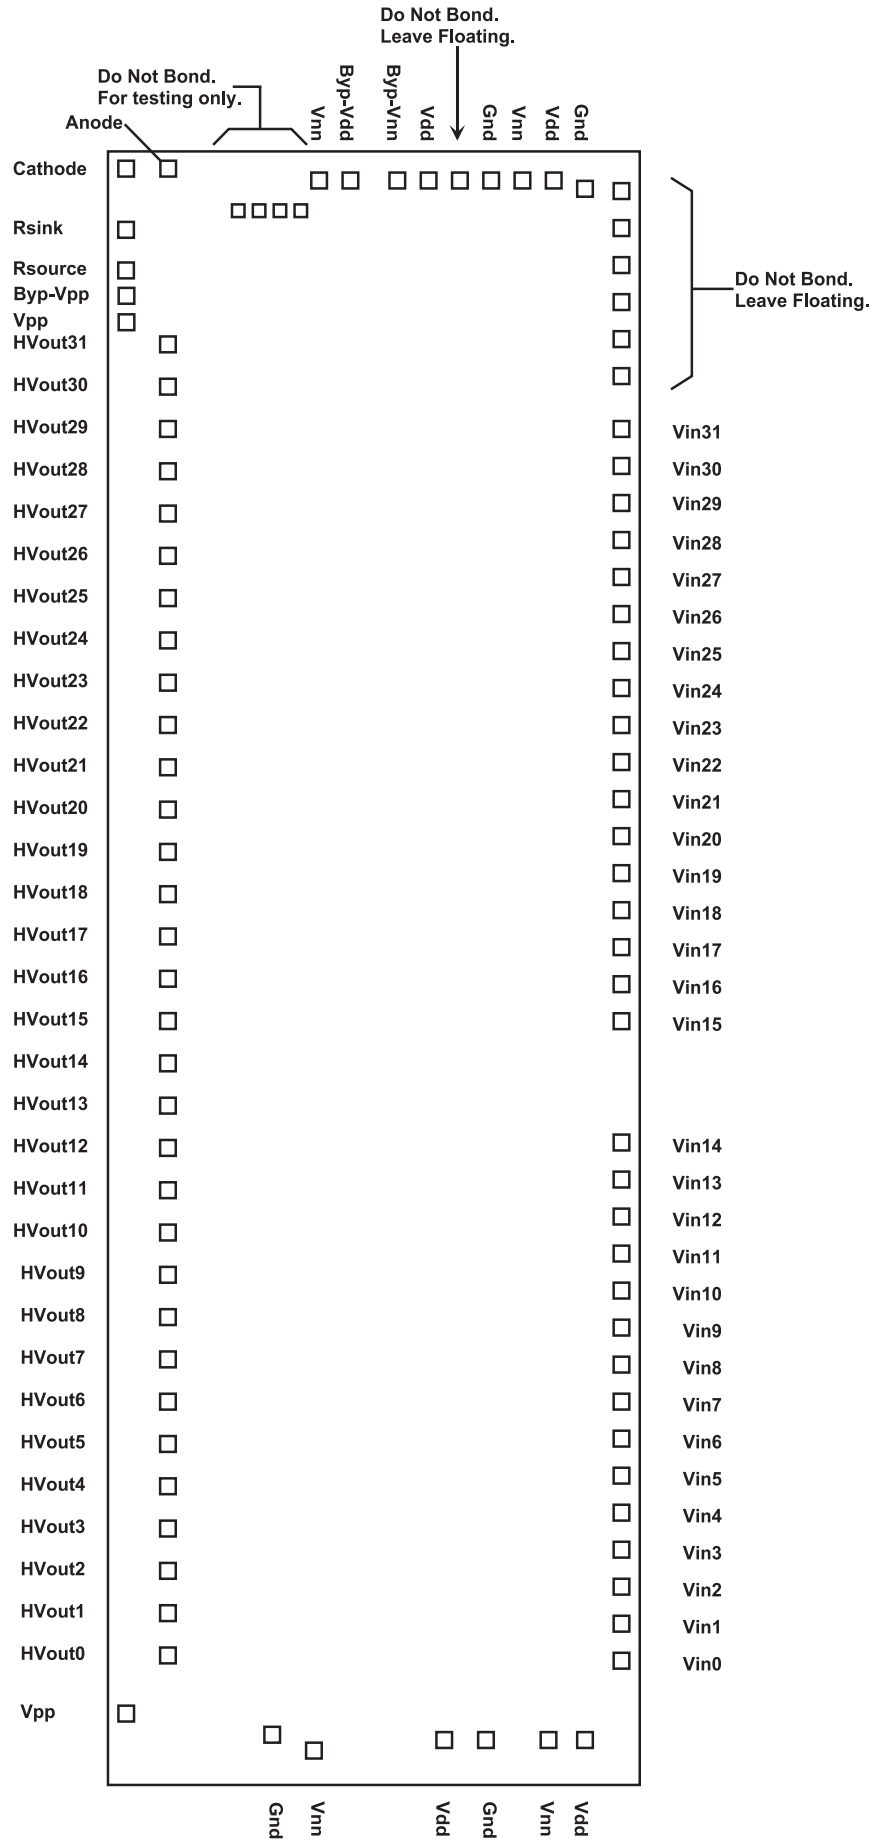 Do Not Bond.
Leave Floating.
Do Not Bond.
For testing only.
Anode
Vnn
Byp-Vdd
Byp-Vnn
Vdd
Gnd
Vnn
Vdd
Gnd
Cathode
Rsink
Rsource
Byp-Vpp
Vpp
HVout31
HVout30
HVout29
HVout28
HVout27
HVout26
HVout25
HVout24
HVout23
HVout22
HVout21
HVout20
HVout19
HVout18
HVout17
HVout16
HVout15
HVout14
HVout13
HVout12
HVout11
HVout10
HVout9
HVout8
HVout7
HVout6
HVout5
HVout4
HVout3
HVout2
HVout1
HVout0
Vpp
Do Not Bond.
Leave Floating.
Vin31
Vin30
Vin29
Vin28
Vin27
Vin26
Vin25
Vin24
Vin23
Vin22
Vin21
Vin20
Vin19
Vin18
Vin17
Vin16
Vin15
Vin14
Vin13
Vin12
Vin11
Vin10
Vin9
Vin8
Vin7
Vin6
Vin5
Vin4
Vin3
Vin2
Vin1
Vin0
Gnd
Vnn
Vdd
Gnd
Vnn
Vdd